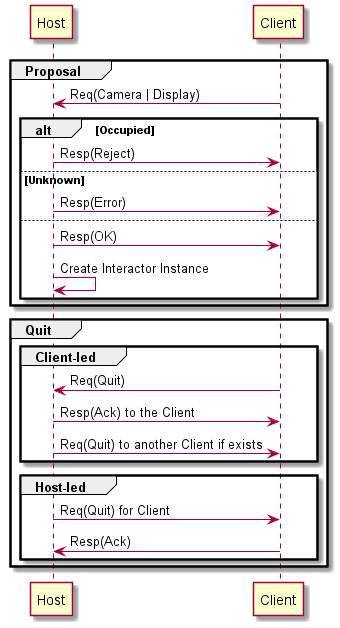 Host Client
Proposal
Req(Camera | Display)
alt [Occupied]
Resp(Reject)
[Unknown]
Resp(Error)
Resp(OK)
Create Interactor Instance
Quit
Client-led
Req(Quit)
Resp(Ack) to the Client
Req(Quit) to another Client if exists
Host-led
Req(Quit) for Client
Resp(Ack)
Host Client